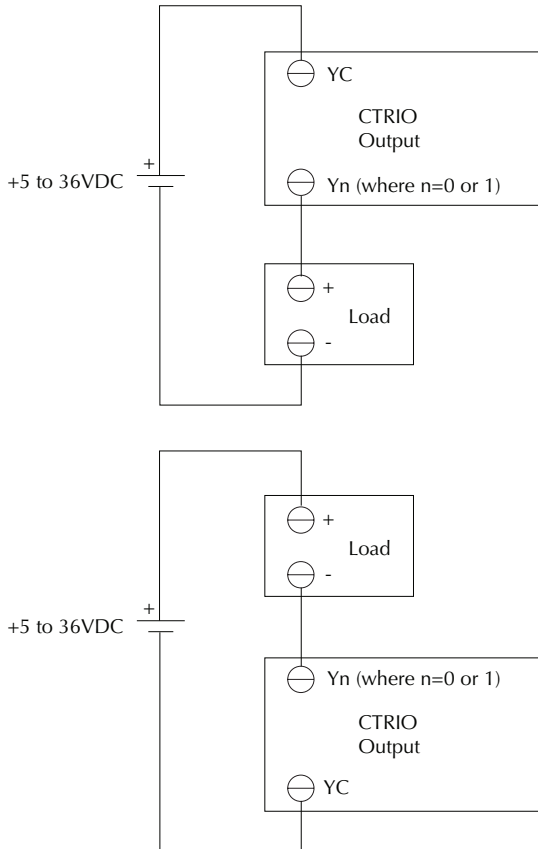 YC
CTRIO
Output
+
+5 to 36VDC
Yn (where n=0 or 1)
+
Load
-
+
Load
-
+
+5 to 36VDC
Yn (where n=0 or 1)
CTRIO
Output
YC